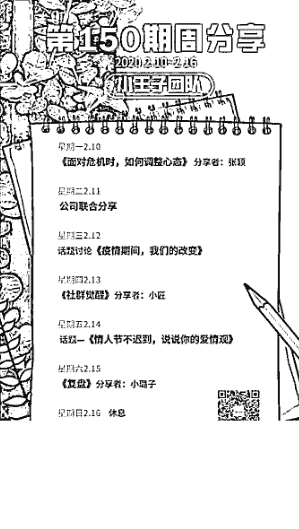 第150期周分享
2020.2.10-2.16
小王子团队
星期一2.10
《面对危机时，如何调整心态》 分享者：张颖
星期二2.11
公司联合分享
星期三2.12
话题讨论《疫情期间，我们的改变》
星期四2.13
《社群觉醒》分享者：小匠
星期五2.14
话题—《情人节不迟到，说说你的爱情观》
星期六2.15
《复盘》分享者：小璐子
星期日2.16 休息